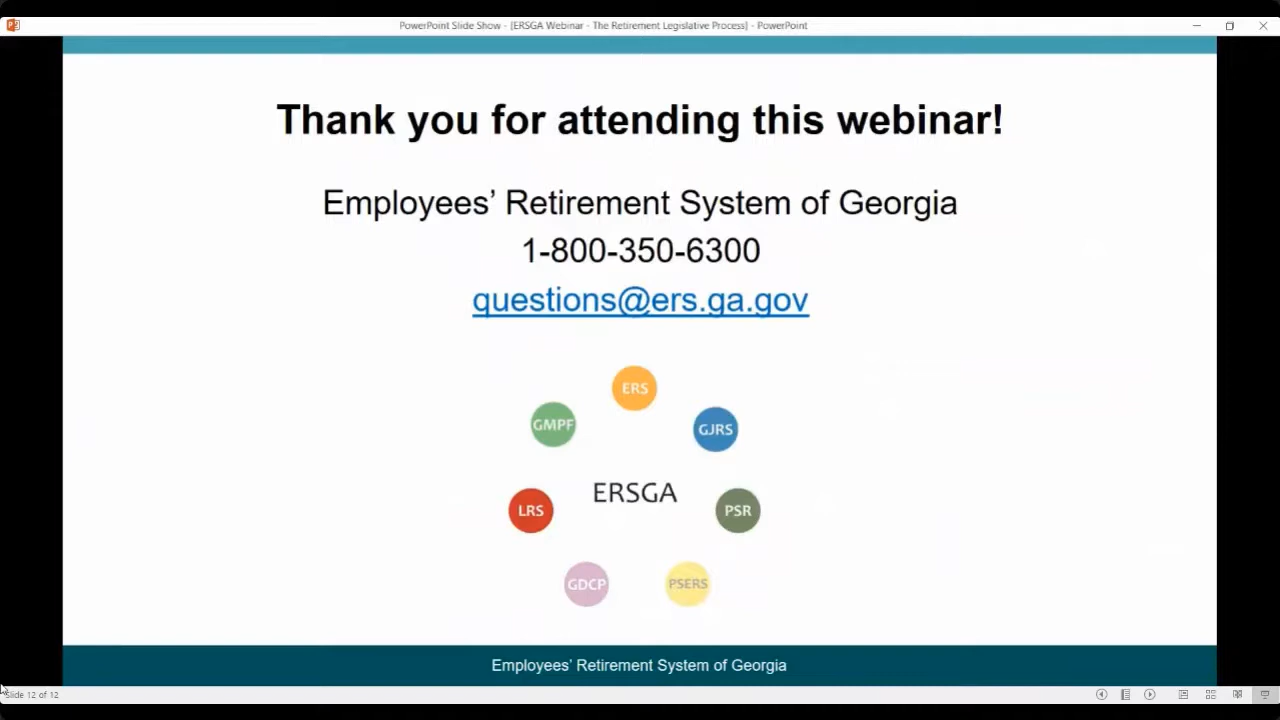 PowerPoint Slide Show - [ERSGA Webinar - The Retirement Legislative Process] - PowerPoint
Thank you for attending this webinar!
Employees' Retirement System of Georgia
1-800-350-6300
questions@ers.ga.gov
ERS
GMPF
GJRS
ERSGA
LRS
PSR
GDCP
PSERS
Employees' Retirement System of Georgia
Slide 12 of 12